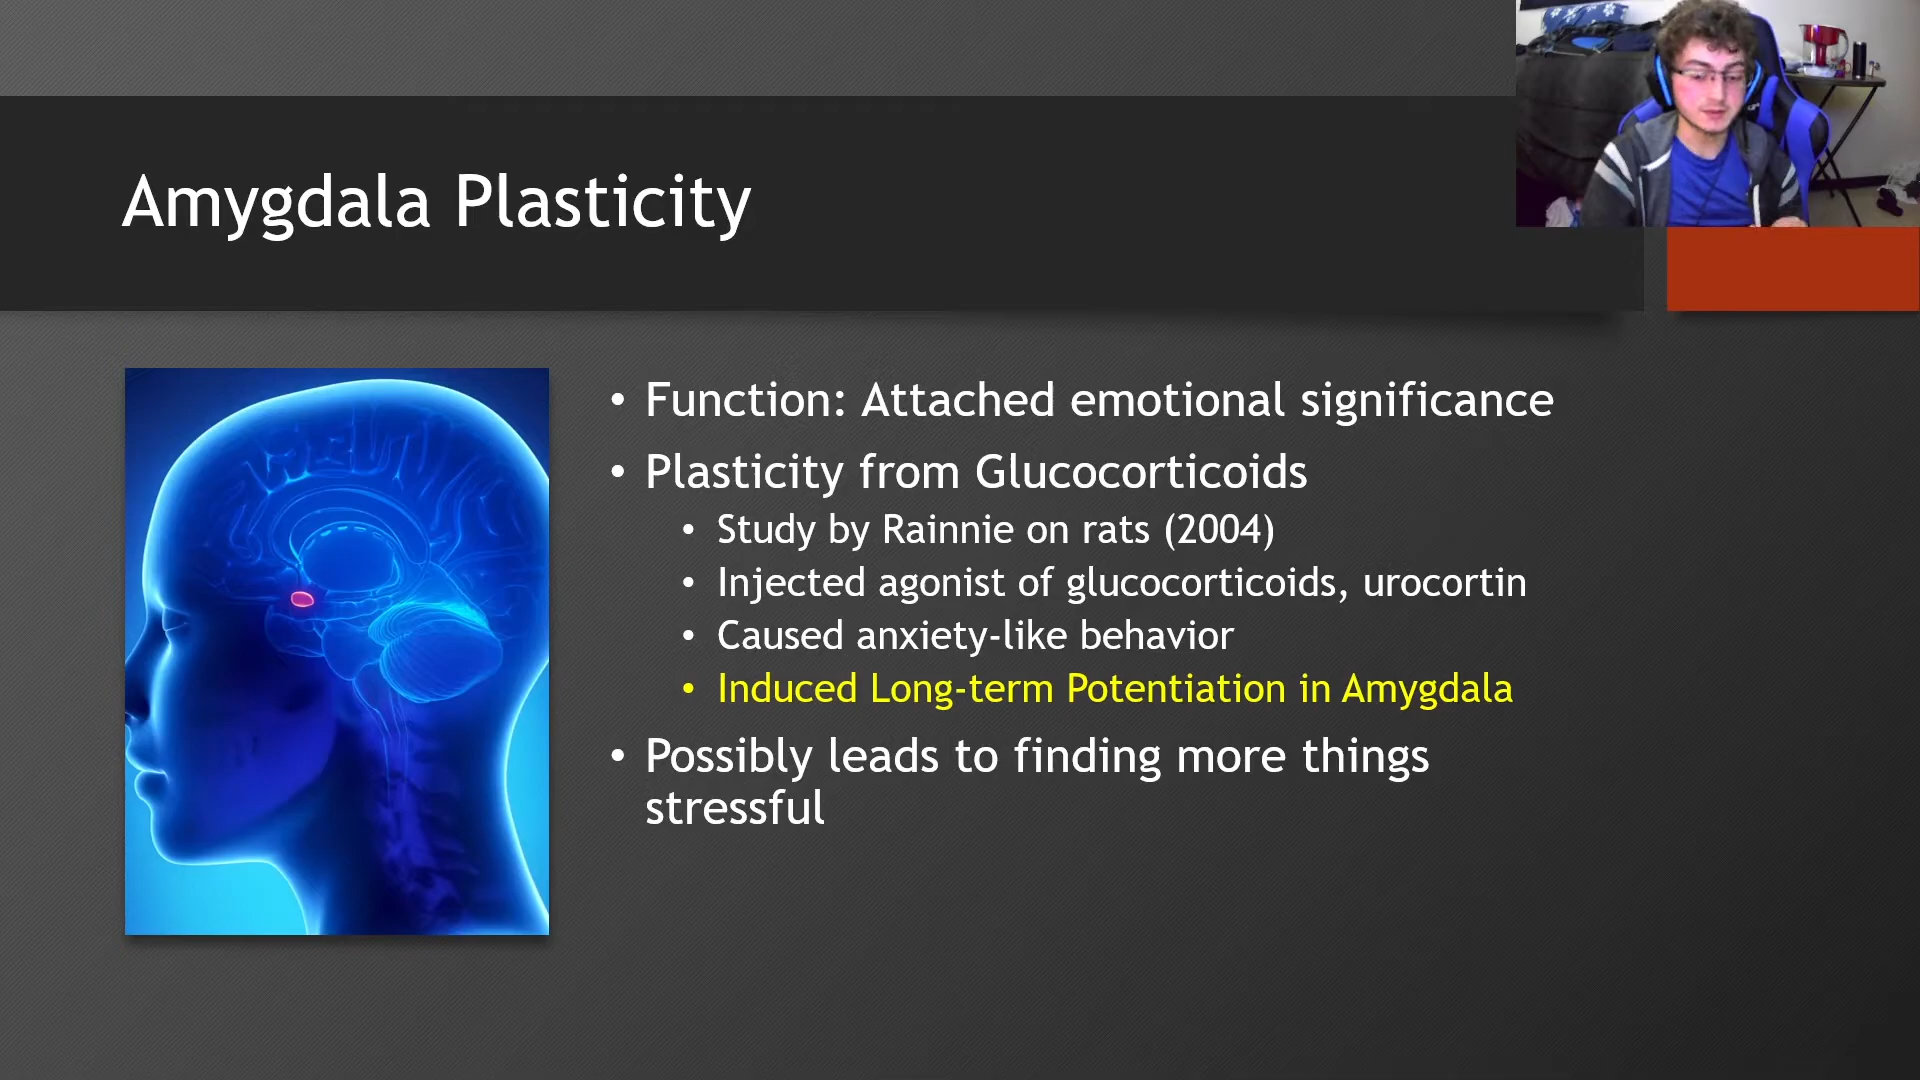 Amygdala Plasticity
• Function: Attached emotional significance
• Plasticity from Glucocorticoids
• Study by Rainnie on rats (2004)
• Injected agonist of glucocorticoids, urocortin
• Caused anxiety-like behavior
• Induced Long-term Potentiation in Amygdala
• Possibly leads to finding more things
stressful